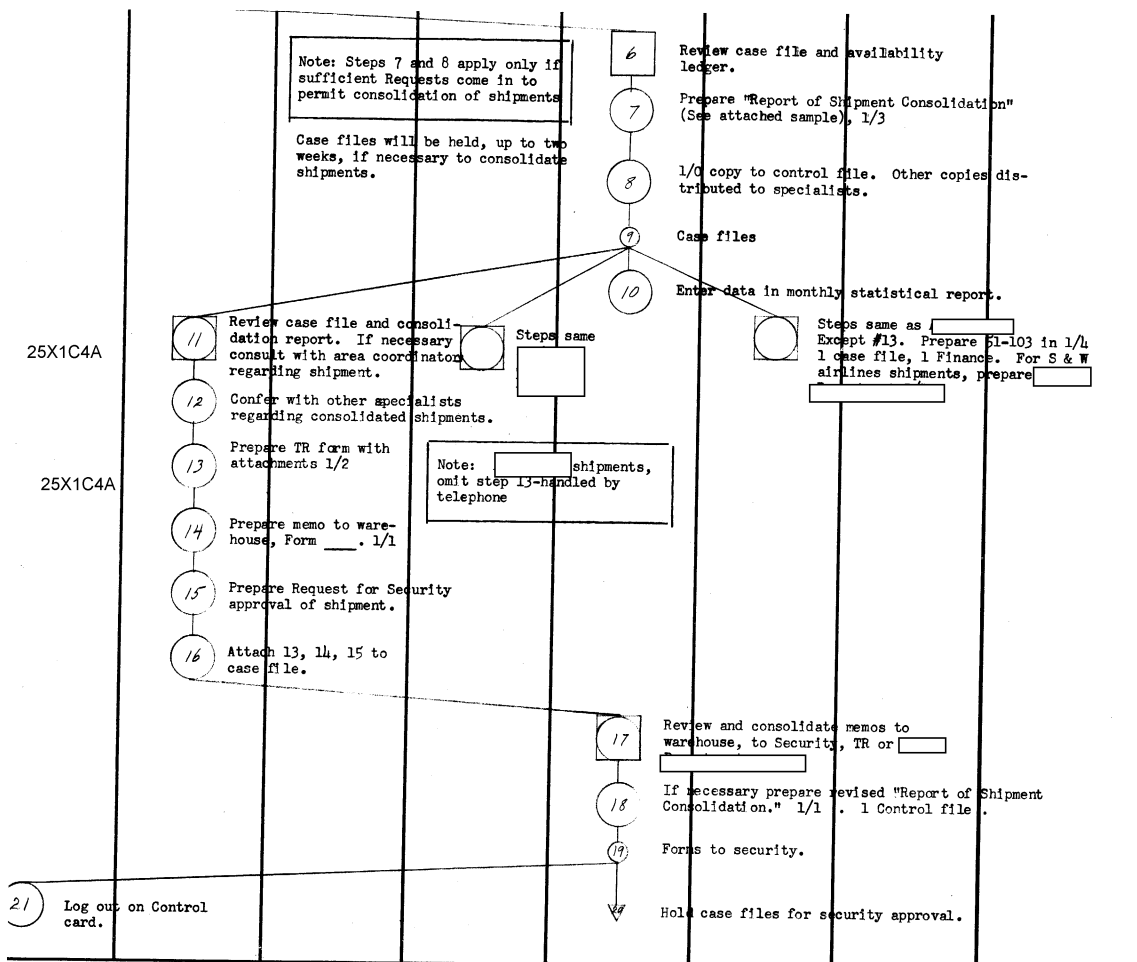 6
Review case file and availability
ledger.
Note: Steps 7 and 8 apply only if
sufficient Requests come in to
permit consolidation of shipments
7
Prepare "Report of Shipment Consolidation"
(See attached sample), 1/3
Case files will be held, up to two
weeks, if necessary to consolidate
shipments.
8
1/0 copy to control file. Other copies dis-
tributed to specialists.
9
Case files
10
Enter data in monthly statistical report.
25X1C4A
11
Review case file and consoli-
dation report. If necessary
consult with area coordinator
regarding shipment.
Steps same
Steps same as
Except #13. Prepare 51-103 in 1/4
1 case file, 1 Finance. For S & W
airlines shipments, prepare
12
Confer with other specialists
regarding consolidated shipments.
25X1C4A
13
Prepare TR form with
attachments 1/2
Note: shipments,
omit step 13-handled by
telephone
14
Prepare memo to ware-
house, Form ____. 1/1
15
Prepare Request for Security
approval of shipment.
16
Attach 13, 14, 15 to
case file.
17
Review and consolidate memos to
warehouse, to Security, TR or
18
If necessary prepare revised "Report of Shipment
Consolidation." 1/1 . 1 Control file .
19
Forms to security.
21
Log out on Control
card.
Hold case files for security approval.